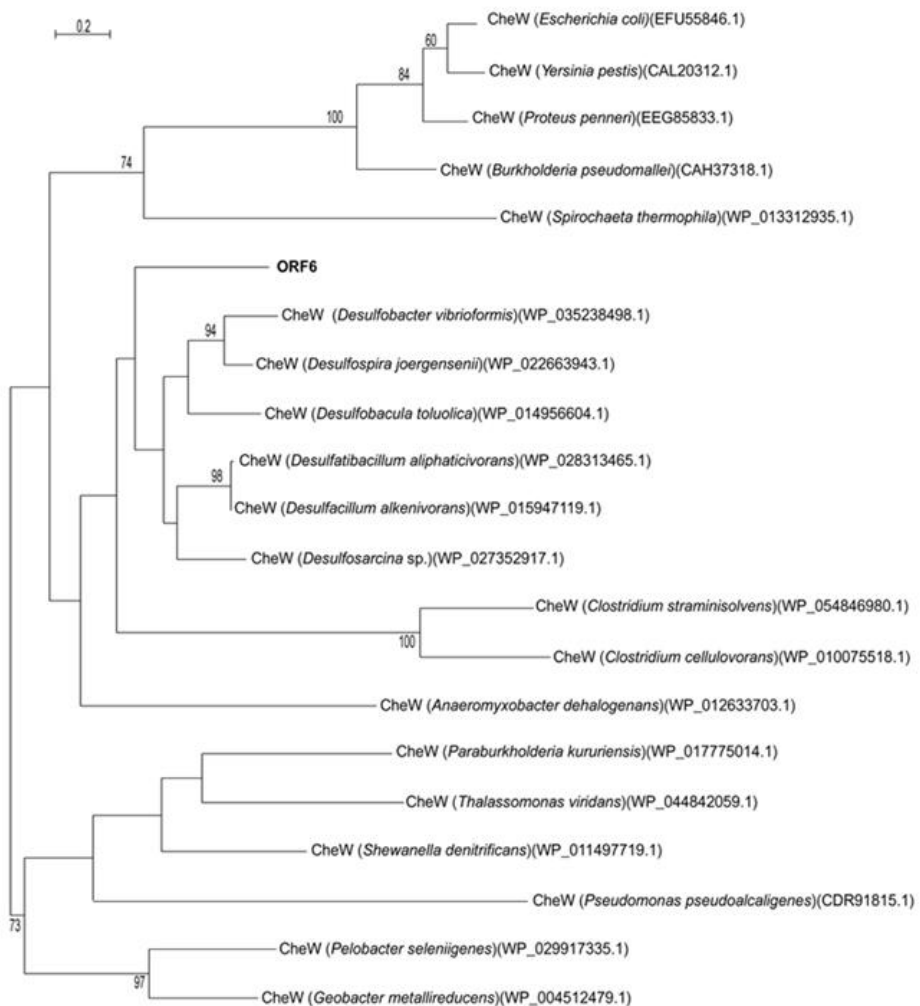 CheW (Escherichia coli)(EFU55846.1)
0.2
60
CheW (Yersinia pestis)(CAL20312.1)
84
CheW (Proteus penneri)(EEG85833.1)
100
74
CheW (Burkholderia pseudomallei)(CAH37318.1)
CheW (Spirochaeta thermophila)(WP_013312935.1)
ORF6
CheW (Desulfobacter vibrioformis)(WP_035238498.1)
94
CheW (Desulfospira joergensenii)(WP_022663943.1)
CheW (Desulfobacula toluolica)(WP_014956604.1)
CheW (Desulfatibacillum aliphaticivorans)(WP_028313465.1)
98
CheW (Desulfacillum alkenivorans)(WP_015947119.1)
CheW (Desulfosarcina sp.)(WP_027352917.1)
CheW (Clostridium straminisolvens)(WP_054846980.1)
100
CheW (Clostridium cellulovorans)(WP_010075518.1)
CheW (Anaeromyxobacter dehalogenans)(WP_012633703.1)
CheW (Paraburkholderia kururiensis)(WP_017775014.1)
CheW (Thalassomonas viridans)(WP_044842059.1)
CheW (Shewanella denitrificans)(WP_011497719.1)
CheW (Pseudomonas pseudoalcaligenes)(CDR91815.1)
73
CheW (Pelobacter seleniigenes)(WP_029917335.1)
97
CheW (Geobacter metallireducens)(WP_004512479.1)